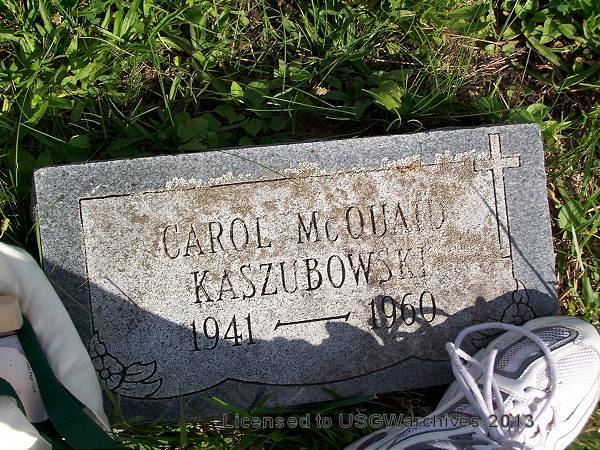 CAROL McQUAID
KASZUBOWSKI
1941 — 1960
Licensed to USGWarchives 2013